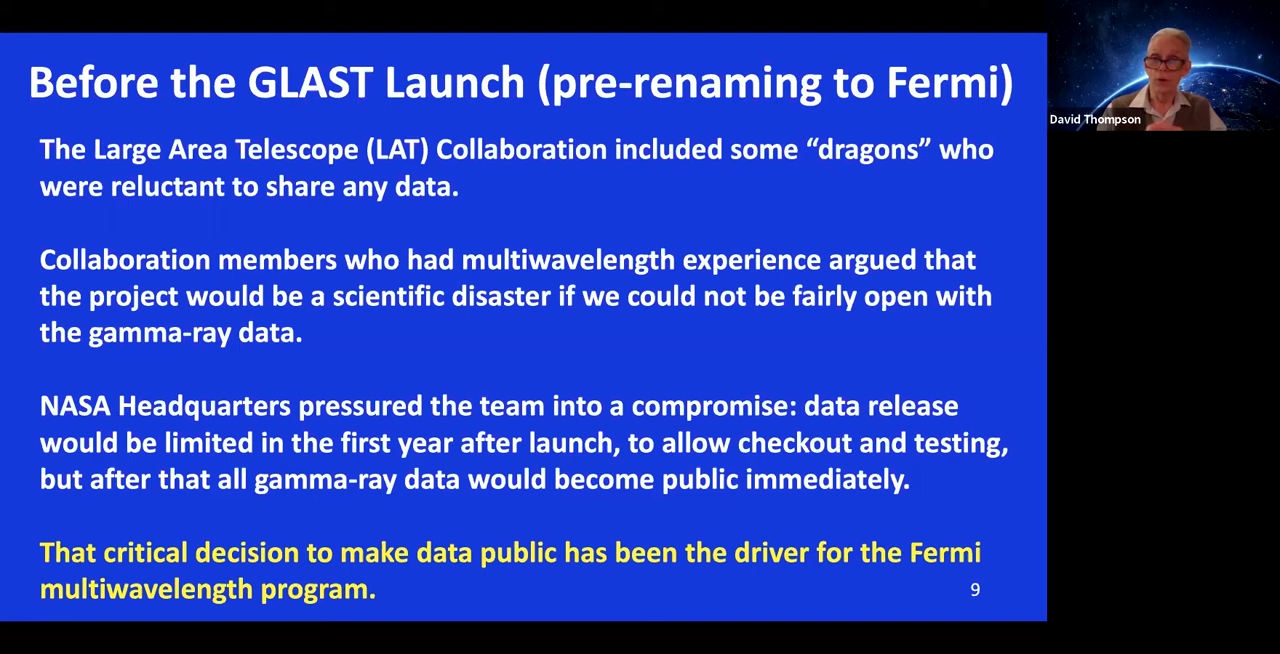 Before the GLAST Launch (pre-renaming to Fermi)
The Large Area Telescope (LAT) Collaboration included some “dragons” who
were reluctant to share any data.
Collaboration members who had multiwavelength experience argued that
the project would be a scientific disaster if we could not be fairly open with
the gamma-ray data.
NASA Headquarters pressured the team into a compromise: data release
would be limited in the first year after launch, to allow checkout and testing,
but after that all gamma-ray data would become public immediately.
That critical decision to make data public has been the driver for the Fermi
multiwavelength program.
9
David Thompson